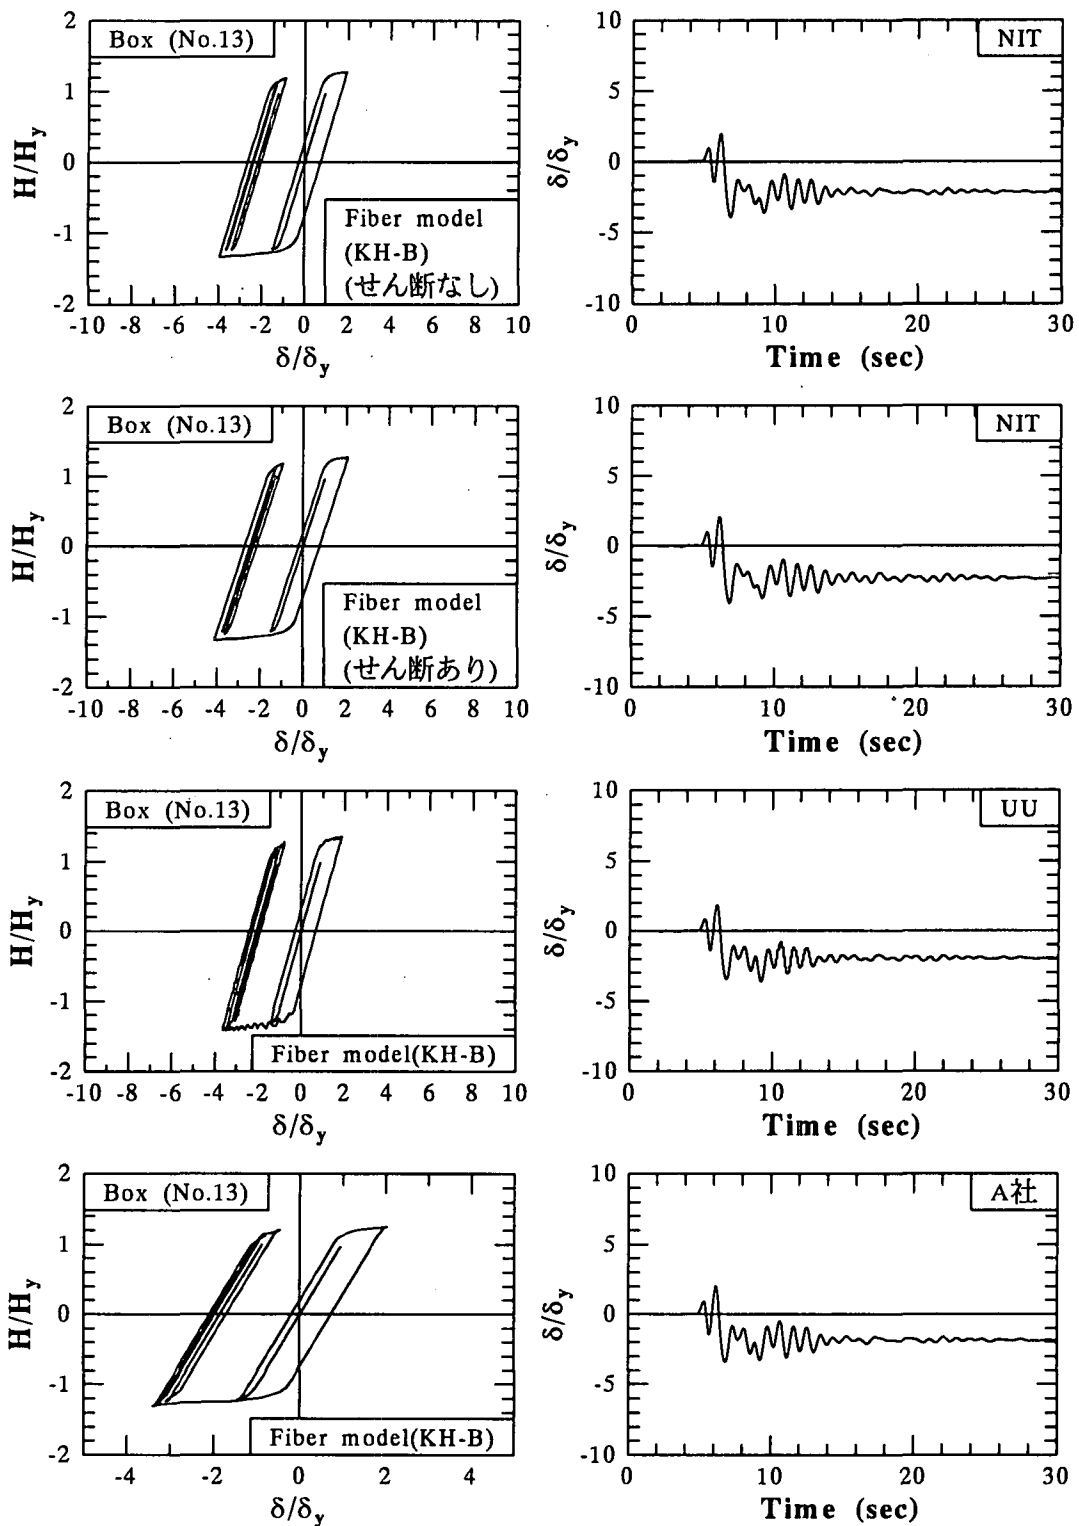 2
Box (No.13)
1
H/Hy
0
-1
Fiber model
(KH-B)
(せん断なし)
-2
-10 -8 -6 -4 -2 0 2 4 6 8 10
δ/δy
10
NIT
5
δ/δy
0
-5
-10
0 10 20 30
Time (sec)
2
Box (No.13)
1
H/Hy
0
-1
Fiber model
(KH-B)
(せん断あり)
-2
-10 -8 -6 -4 -2 0 2 4 6 8 10
δ/δy
10
NIT
5
δ/δy
0
-5
-10
0 10 20 30
Time (sec)
2
Box (No.13)
1
H/Hy
0
-1
Fiber model(KH-B)
-2
-10 -8 -6 -4 -2 0 2 4 6 8 10
δ/δy
10
UU
5
δ/δy
0
-5
-10
0 10 20 30
Time (sec)
2
Box (No.13)
1
H/Hy
0
-1
Fiber model(KH-B)
-2
-4 -2 0 2 4
δ/δy
10
A社
5
δ/δy
0
-5
-10
0 10 20 30
Time (sec)